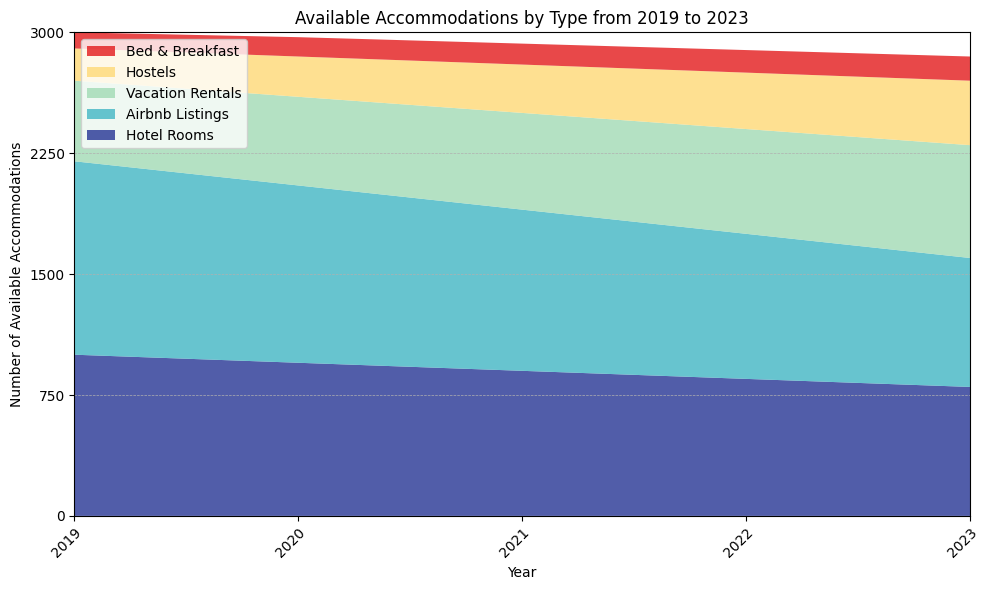 Available Accommodations by Type from 2019 to 2023
Number of Available Accommodations
3000
2250
1500
750
0
Bed & Breakfast
Hostels
Vacation Rentals
Airbnb Listings
Hotel Rooms
2019
2020
2021
2022
2023
Year